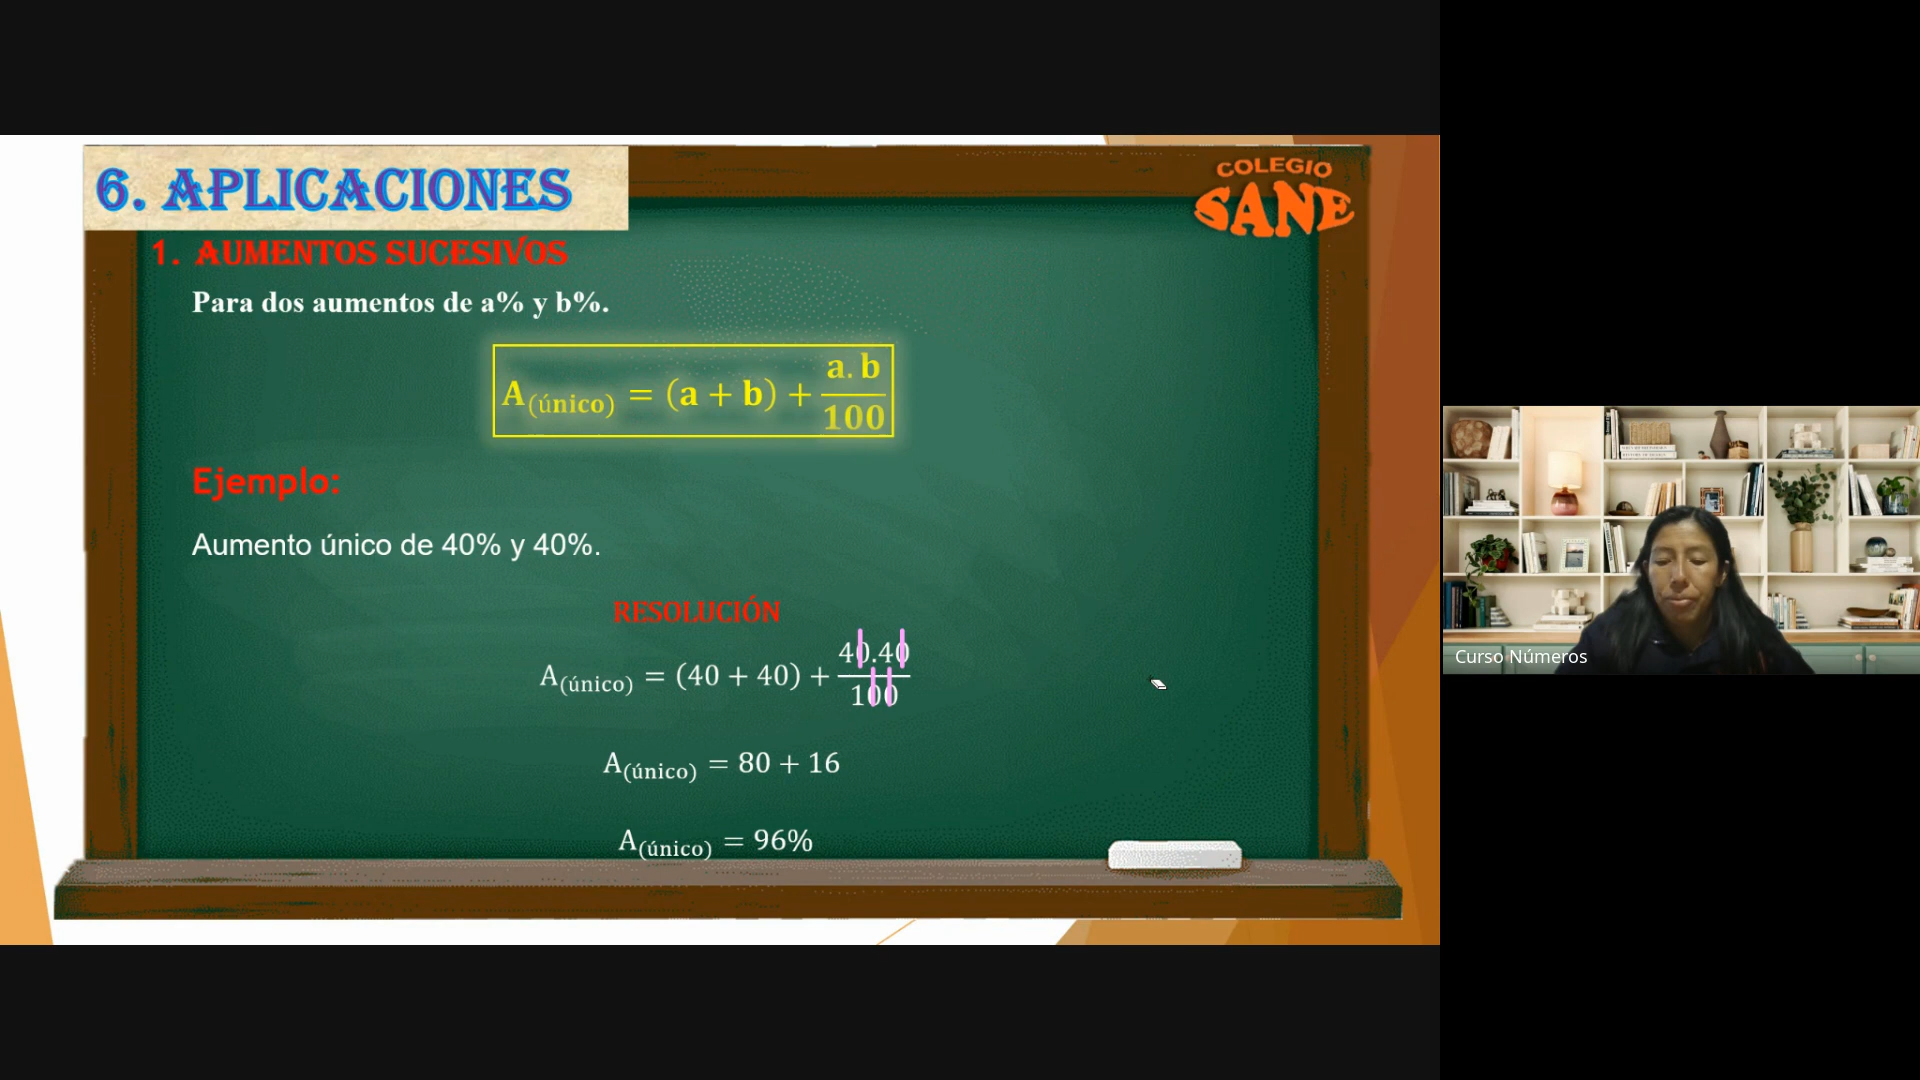 6. APLICACIONES
COLEGIO
SANE
1. AUMENTOS SUCESIVOS
Para dos aumentos de a% y b%.
A(único) = (a + b) + a.b/100
Ejemplo:
Aumento único de 40% y 40%.
RESOLUCIÓN
A(único) = (40 + 40) + 40.40/100
A(único) = 80 + 16
A(único) = 96%
Curso Números